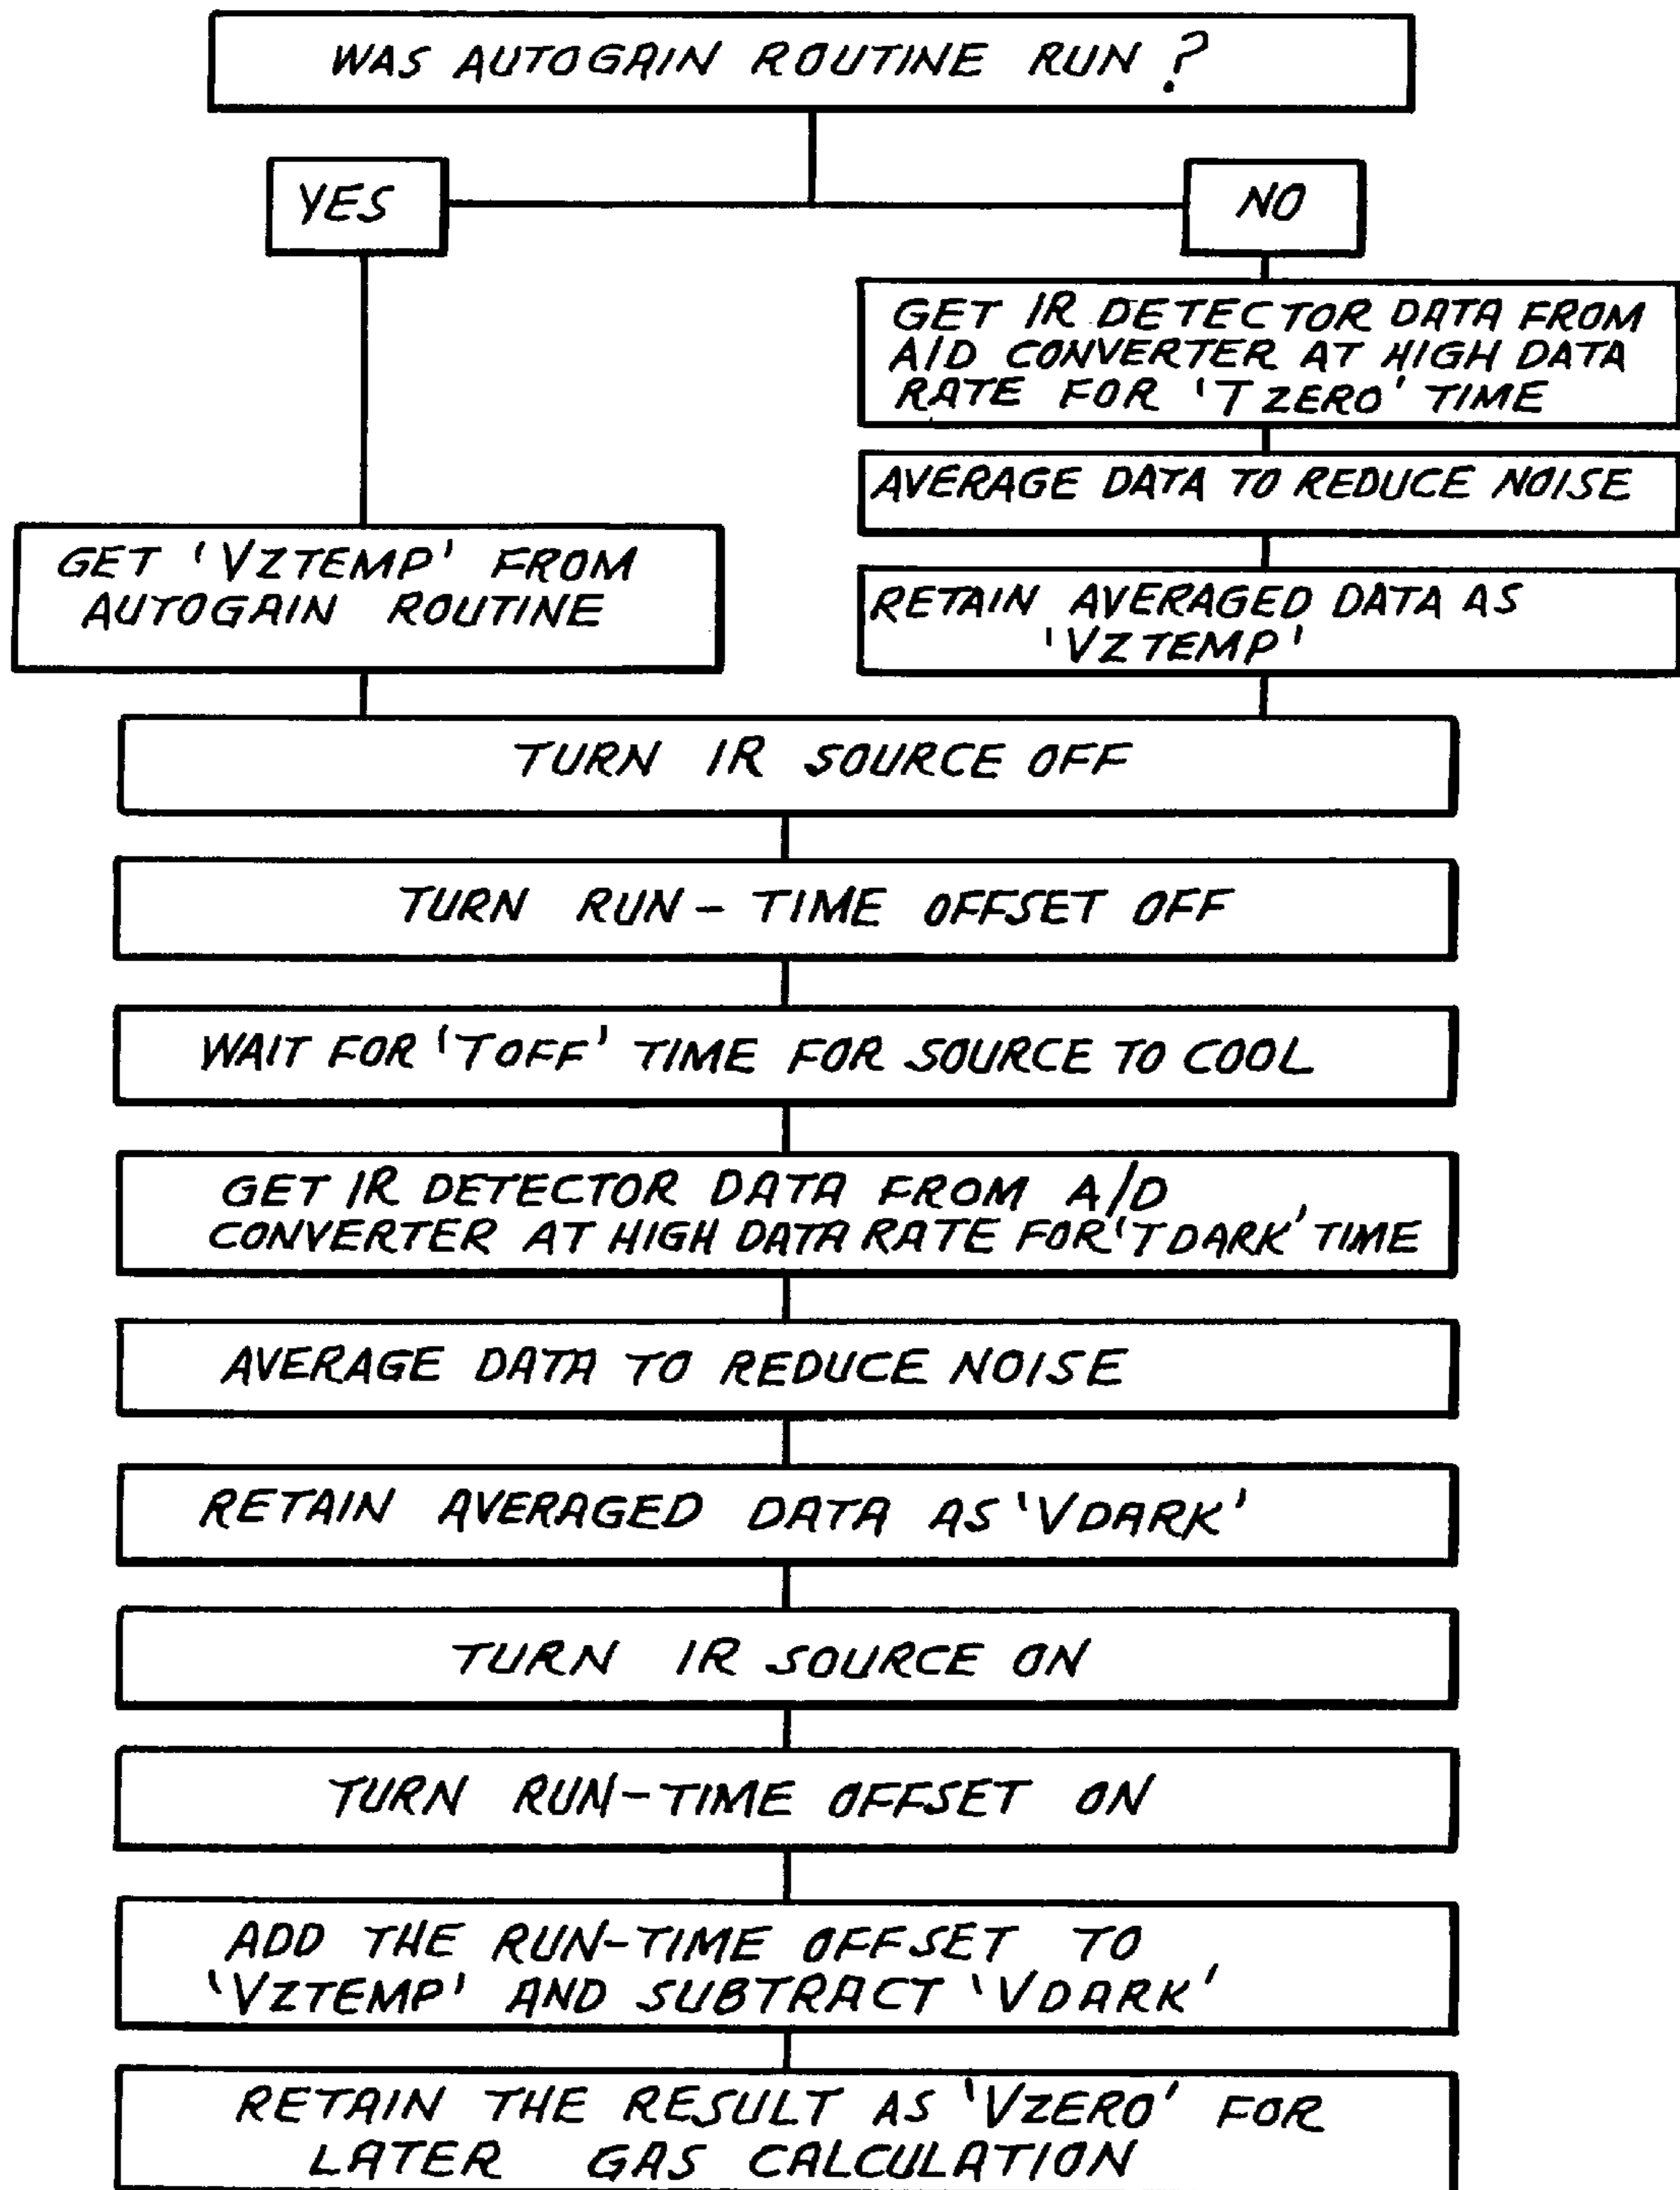 WAS AUTOGAIN ROUTINE RUN ?
YES
NO
GET IR DETECTOR DATA FROM
A/D CONVERTER AT HIGH DATA
RATE FOR 'TZERO' TIME
AVERAGE DATA TO REDUCE NOISE
GET 'VZTEMP' FROM
AUTOGAIN ROUTINE
RETAIN AVERAGED DATA AS
'VZTEMP'
TURN IR SOURCE OFF
TURN RUN-TIME OFFSET OFF
WAIT FOR 'TOFF' TIME FOR SOURCE TO COOL
GET IR DETECTOR DATA FROM A/D
CONVERTER AT HIGH DATA RATE FOR 'TDARK' TIME
AVERAGE DATA TO REDUCE NOISE
RETAIN AVERAGED DATA AS 'VDARK'
TURN IR SOURCE ON
TURN RUN-TIME OFFSET ON
ADD THE RUN-TIME OFFSET TO
'VZTEMP' AND SUBTRACT 'VDARK'
RETAIN THE RESULT AS 'VZERO' FOR
LATER GAS CALCULATION